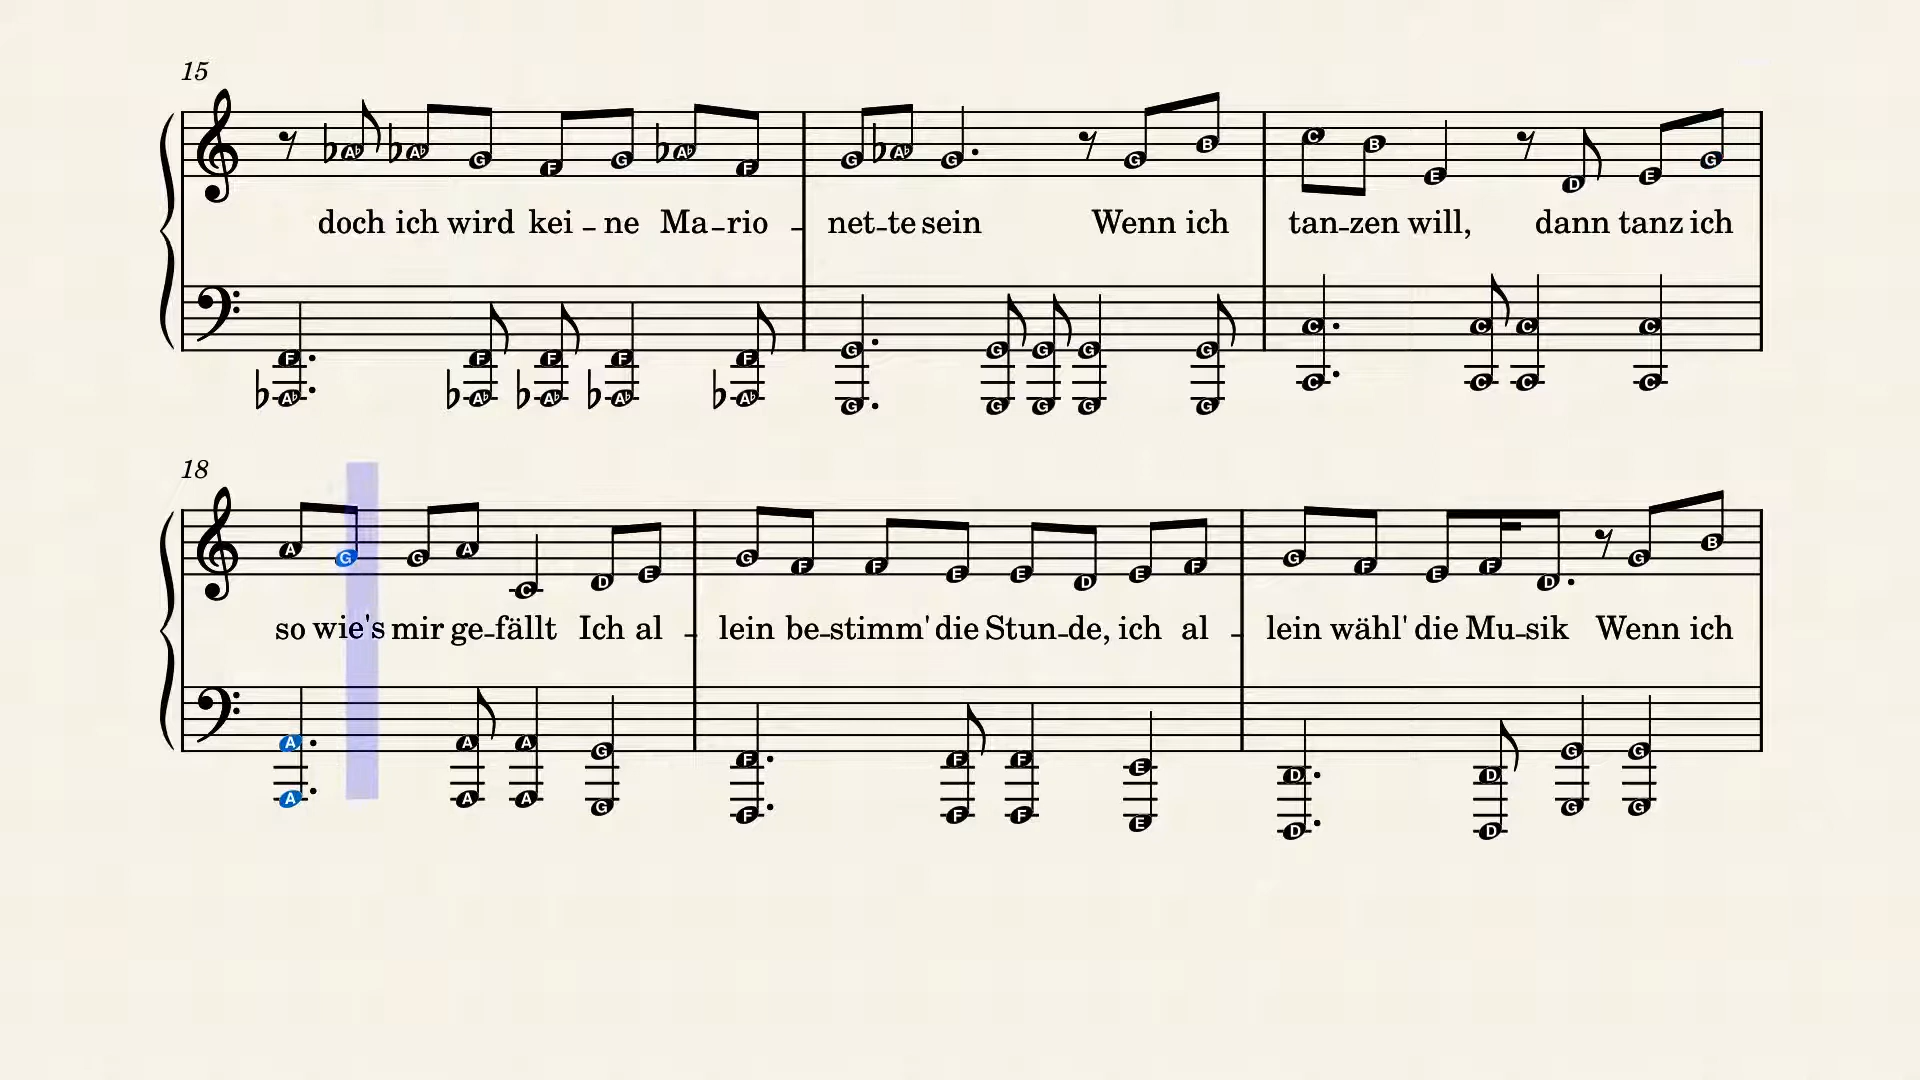 15
A♭ A♭ G F G A♭ F G A♭ G G B C B E D E G
doch ich wird kei – ne Ma – rio – net – te sein Wenn ich tan – zen will, dann tanz ich
F F F F F G G G G G C C C C
A♭ A♭ A♭ A♭ A♭ G G G G G C C C C
18
A G G A C D E G F F E E D E F G F E F D G B
so wie's mir ge – fällt Ich al – lein be – stimm' die Stun – de, ich al – lein wähl' die Mu – sik Wenn ich
A A A G F F F E D D G G
A A A G F F F E D D G G